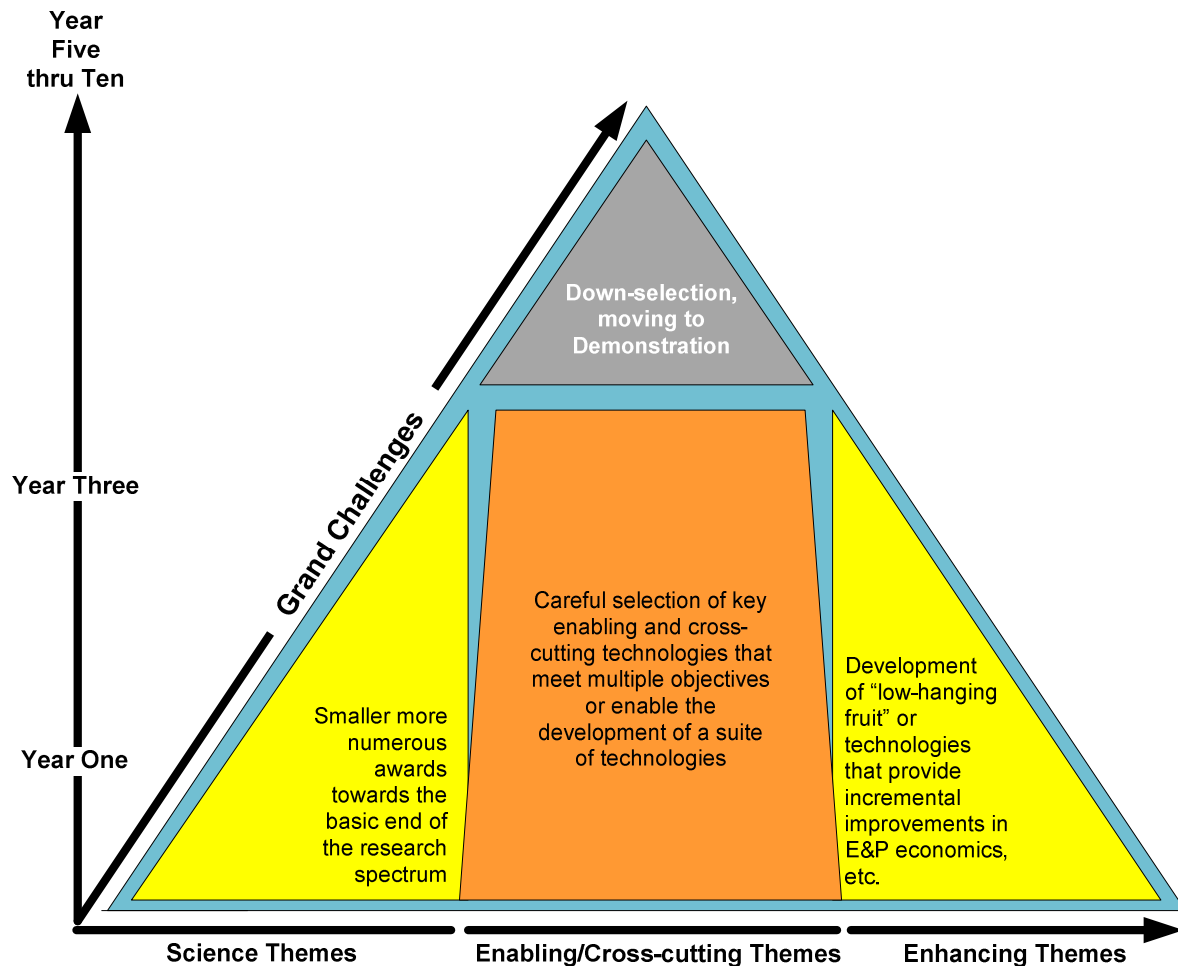 Year
Five
thru Ten
Down-selection,
moving to
Demonstration
Grand Challenges
Year Three
Careful selection of key
enabling and cross-
cutting technologies that
meet multiple objectives
or enable the
development of a suite
of technologies
Development
of “low-hanging
fruit” or
technologies
that provide
incremental
improvements in
E&P economics,
etc.
Smaller more
numerous
awards
towards the
basic end of
the research
spectrum
Year One
Science Themes
Enabling/Cross-cutting Themes
Enhancing Themes